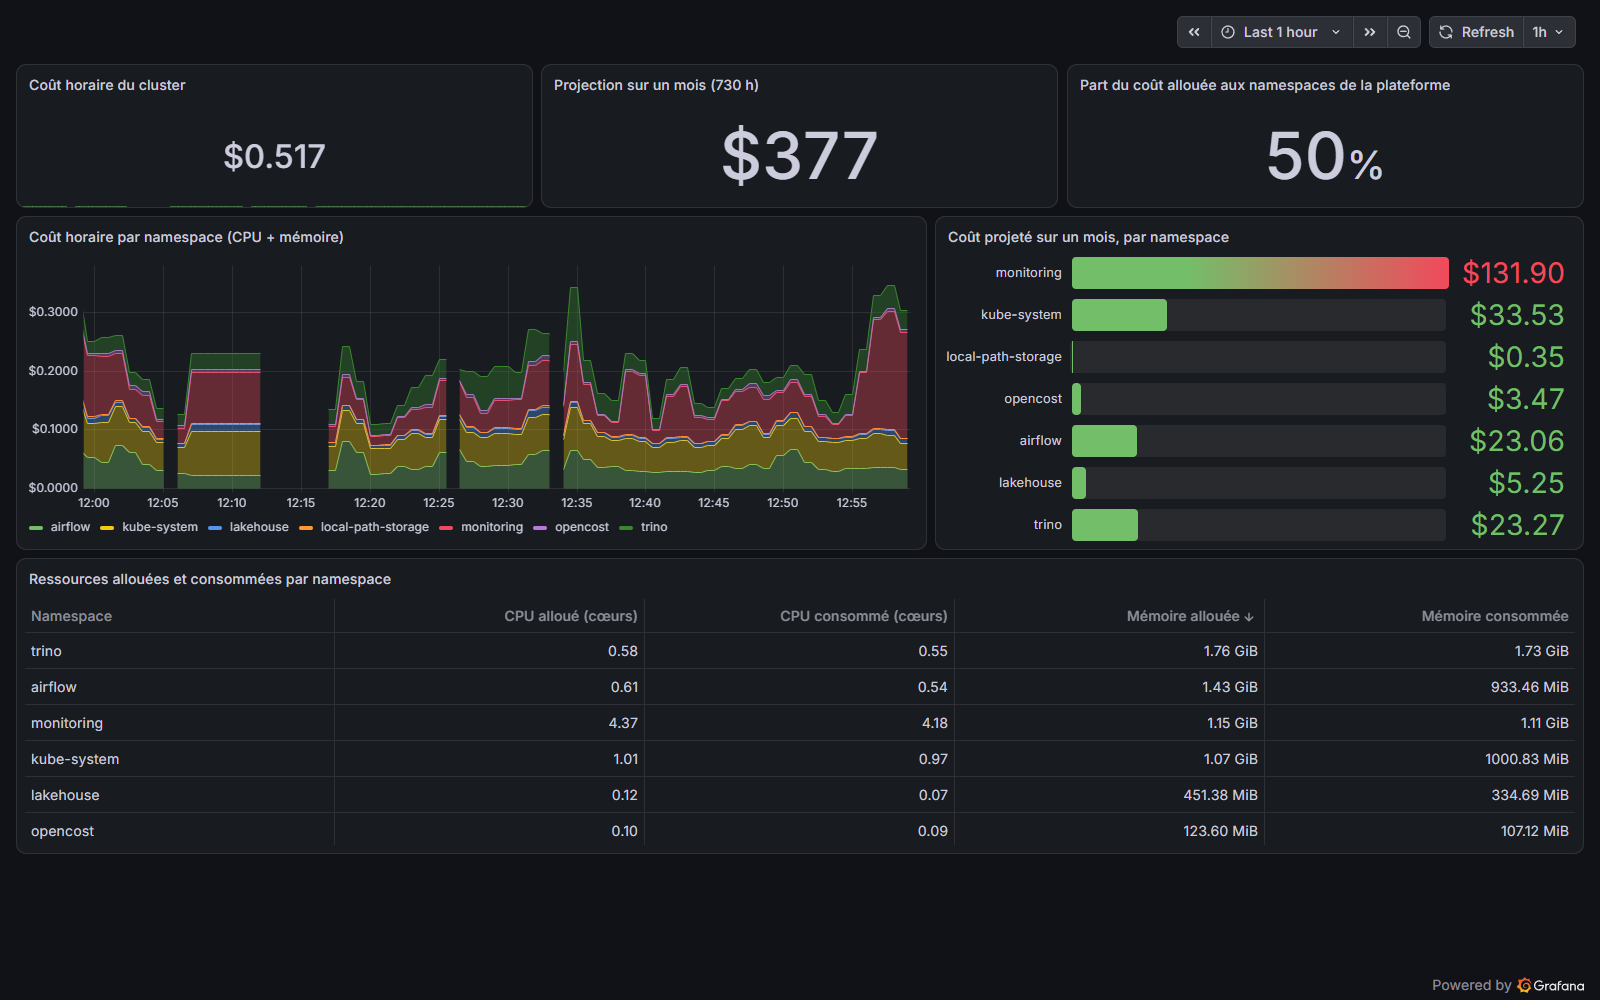 Last 1 hour
Refresh
1h
Coût horaire du cluster
$0.517
Projection sur un mois (730 h)
$377
Part du coût allouée aux namespaces de la plateforme
50%
Coût horaire par namespace (CPU + mémoire)
$0.3000
$0.2000
$0.1000
$0.0000
12:00 12:05 12:10 12:15 12:20 12:25 12:30 12:35 12:40 12:45 12:50 12:55
airflow kube-system lakehouse local-path-storage monitoring opencost trino
Coût projeté sur un mois, par namespace
monitoring $131.90
kube-system $33.53
local-path-storage $0.35
opencost $3.47
airflow $23.06
lakehouse $5.25
trino $23.27
Ressources allouées et consommées par namespace
Namespace CPU alloué (cœurs) CPU consommé (cœurs) Mémoire allouée ↓ Mémoire consommée
trino 0.58 0.55 1.76 GiB 1.73 GiB
airflow 0.61 0.54 1.43 GiB 933.46 MiB
monitoring 4.37 4.18 1.15 GiB 1.11 GiB
kube-system 1.01 0.97 1.07 GiB 1000.83 MiB
lakehouse 0.12 0.07 451.38 MiB 334.69 MiB
opencost 0.10 0.09 123.60 MiB 107.12 MiB
Powered by Grafana